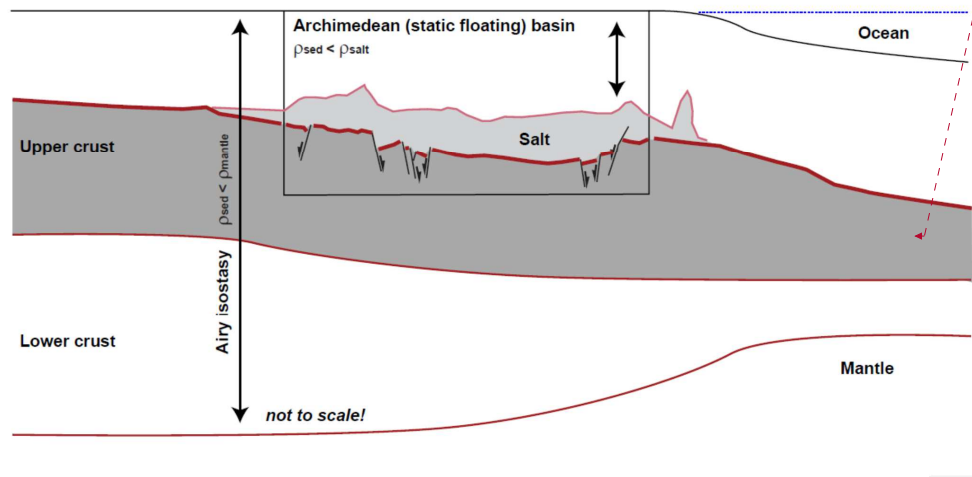 Archimedean (static floating) basin
ρsed < ρsalt
Ocean
Upper crust
Salt
ρsed < ρmantle
Airy isostasy
Lower crust
Mantle
not to scale!